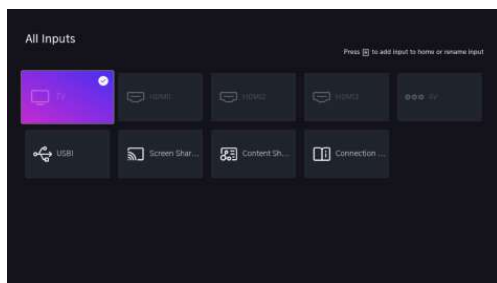 All Inputs
Press to add input to home or rename input
TV
HDMI1
HDMI2
HDMI3
AV
USB1
Screen Shar...
Content Sh...
Connection ...